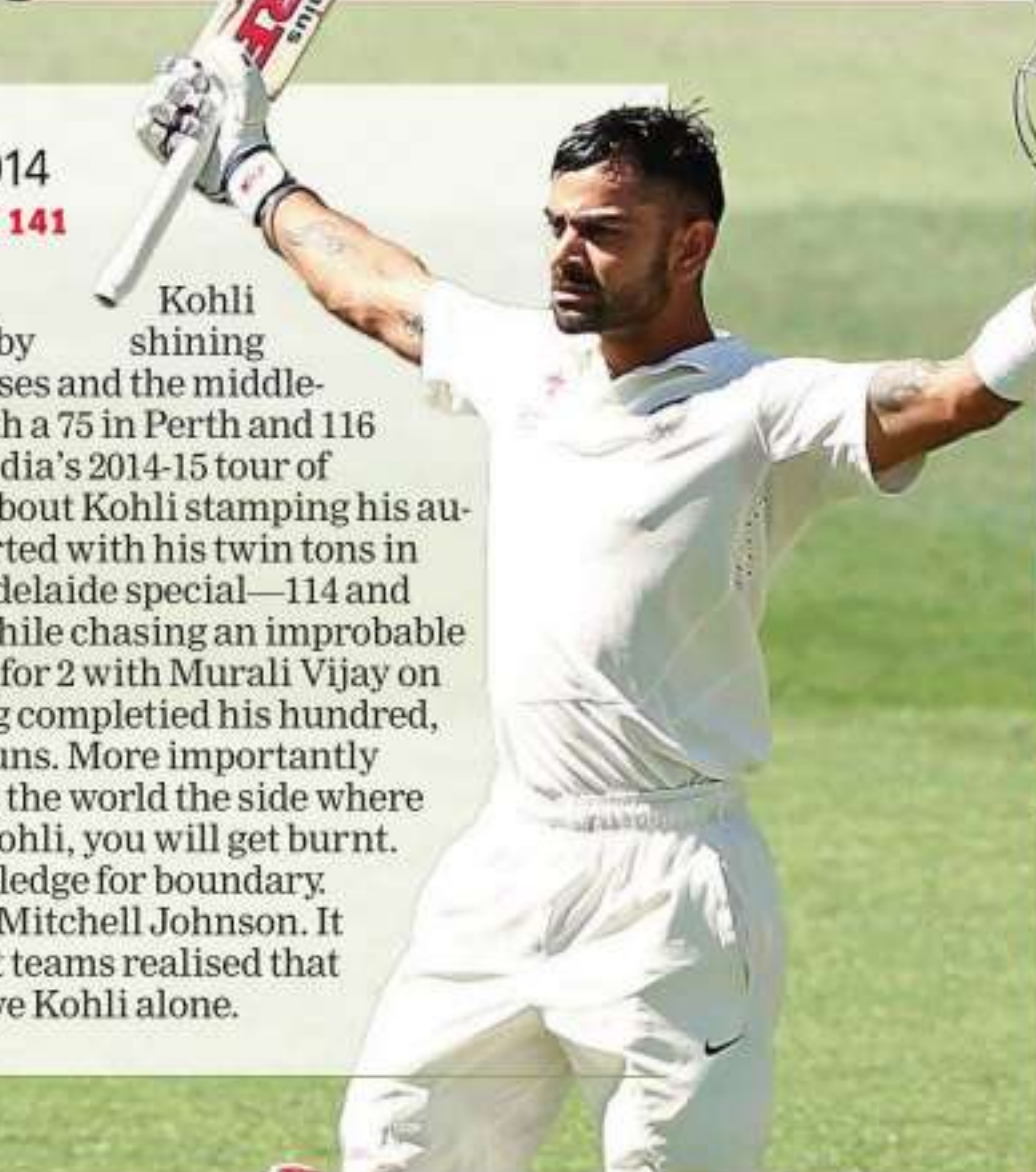 RF
plus
014
141
Kohli
by shining
ses and the middle-
h a 75 in Perth and 116
dia's 2014-15 tour of
bout Kohli stamping his au-
rted with his twin tons in
delaide special—114 and
hile chasing an improbable
for 2 with Murali Vijay on
g completied his hundred,
uns. More importantly
the world the side where
ohli, you will get burnt.
ledge for boundary.
Mitchell Johnson. It
t teams realised that
ve Kohli alone.